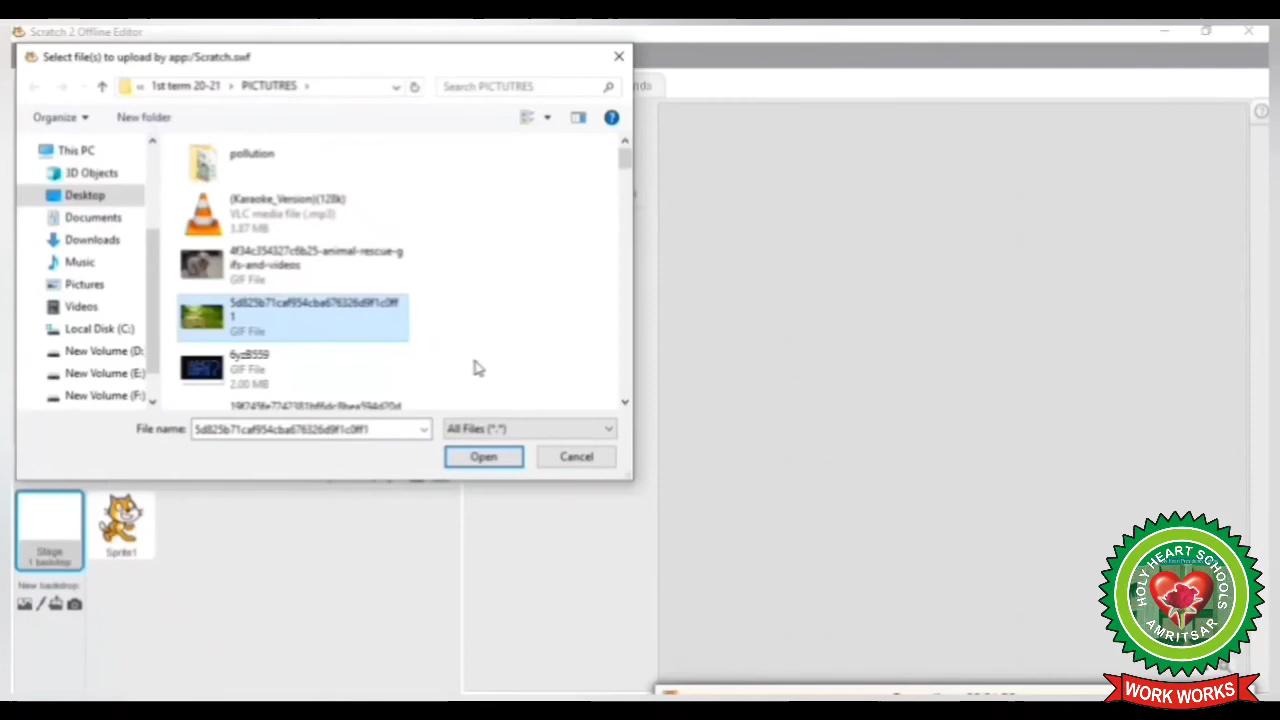 Scratch 2 Offline Editor
Select file(s) to upload by app:/Scratch.swf
« 1st term 20-21 > PICTUTRES >
Search PICTUTRES
Organize
New folder
This PC
3D Objects
Desktop
Documents
Downloads
Music
Pictures
Videos
Local Disk (C:)
New Volume (D:
New Volume (E:)
New Volume (F:)
pollution
(Karaoke_Version)(128k)
VLC media file (.mp3)
3.87 MB
4f34c354327c6b25-animal-rescue-g
ifs-and-videos
GIF File
5d825b71caf954cba676326d9f1c0ff
1
GIF File
6yzB559
GIF File
2.00 MB
File name:
5d825b71caf954cba676326d9f1c0ff1
All Files (*.*)
Open
Cancel
Stage
1 backdrop
Sprite1
New backdrop:
HOLY HEART SCHOOLS
AMRITSAR
WORK WORKS